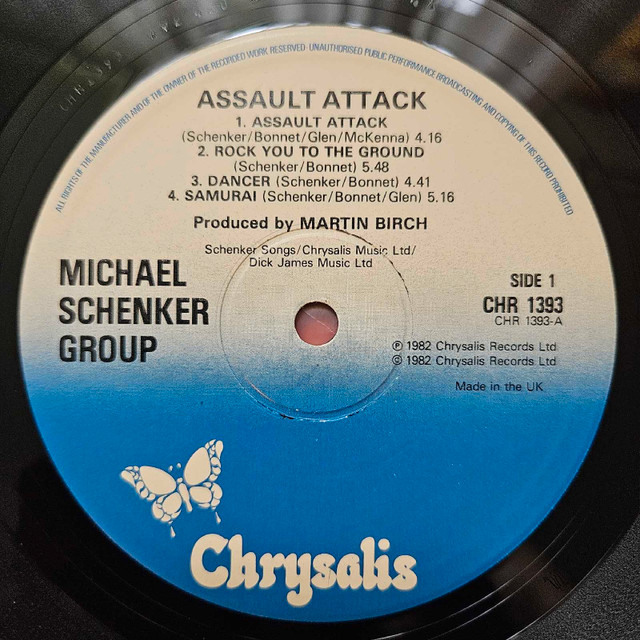 ALL RIGHTS OF THE MANUFACTURER AND OF THE OWNER OF THE RECORDED WORK RESERVED UNAUTHORISED PUBLIC PERFORMANCE BROADCASTING AND COPYING OF THIS RECORD PROHIBITED
ASSAULT ATTACK
1. ASSAULT ATTACK
(Schenker/Bonnet/Glen/McKenna) 4.16
2. ROCK YOU TO THE GROUND
(Schenker/Bonnet) 5.48
3. DANCER (Schenker/Bonnet) 4.41
4. SAMURAI (Schenker/Bonnet/Glen) 5.16
Produced by MARTIN BIRCH
Schenker Songs/Chrysalis Music Ltd/
Dick James Music Ltd
MICHAEL
SCHENKER
GROUP
SIDE 1
CHR 1393
CHR 1393-A
℗ 1982 Chrysalis Records Ltd
© 1982 Chrysalis Records Ltd
Made in the UK
Chrysalis